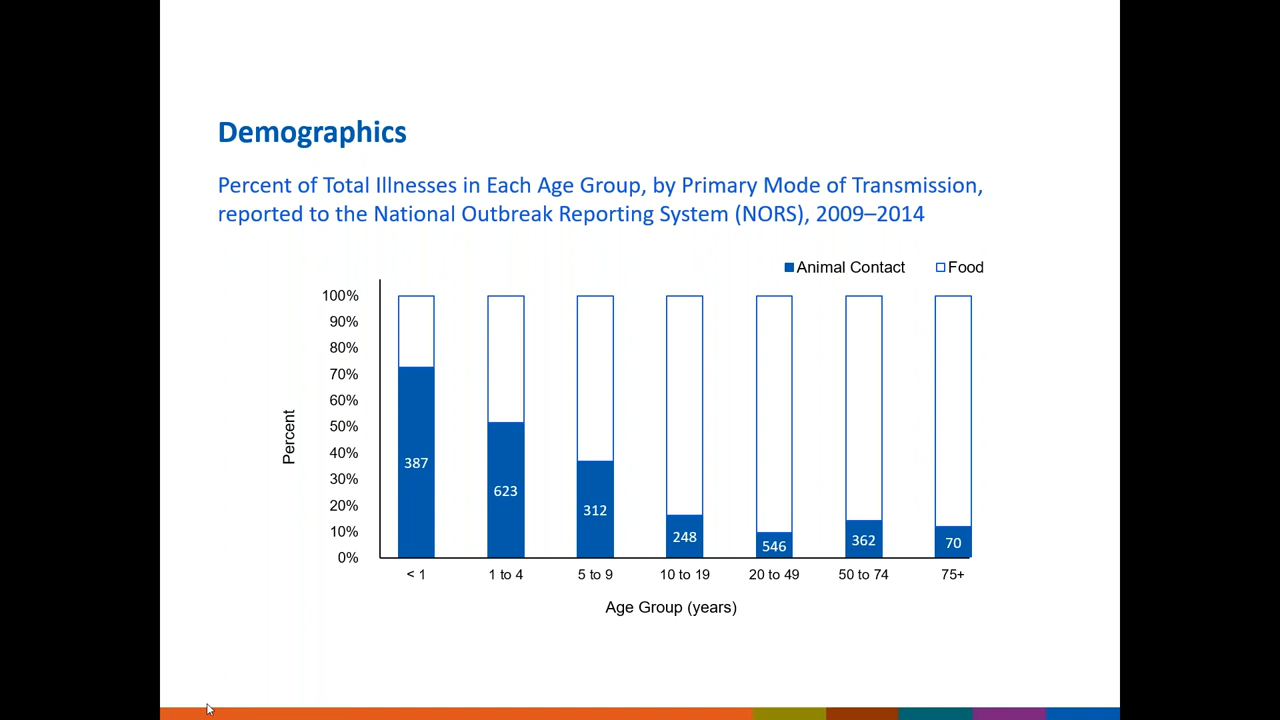 Demographics
Percent of Total Illnesses in Each Age Group, by Primary Mode of Transmission,
reported to the National Outbreak Reporting System (NORS), 2009–2014
Animal Contact Food
100%
90%
80%
70%
60%
50%
40%
30%
20%
10%
0%
Percent
387
623
312
248
546
362
70
< 1 1 to 4 5 to 9 10 to 19 20 to 49 50 to 74 75+
Age Group (years)